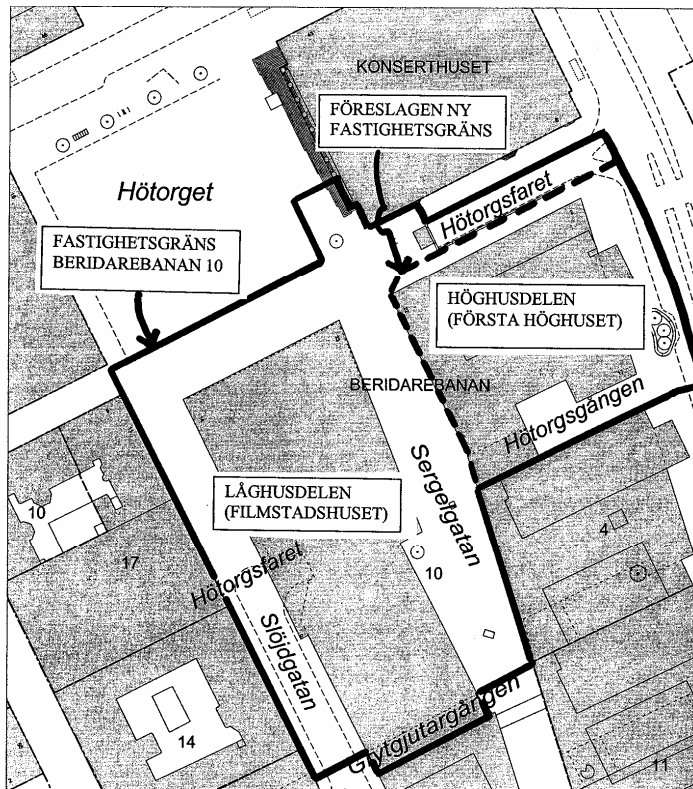 KONSERTHUSET
FÖRESLAGEN NY
FASTIGHETSGRÄNS
Hötorget
Hötorgsfaret
FASTIGHETSGRÄNS
BERIDAREBANAN 10
HÖGHUSDELEN
(FÖRSTA HÖGHUSET)
BERIDAREBANAN
Hötorgsgången
Sergelgatan
LÅGHUSDELEN
(FILMSTADSHUSET)
10
4
17
10
Hötorgsfaret
Slöjdgatan
Grytgjutargången
14
11